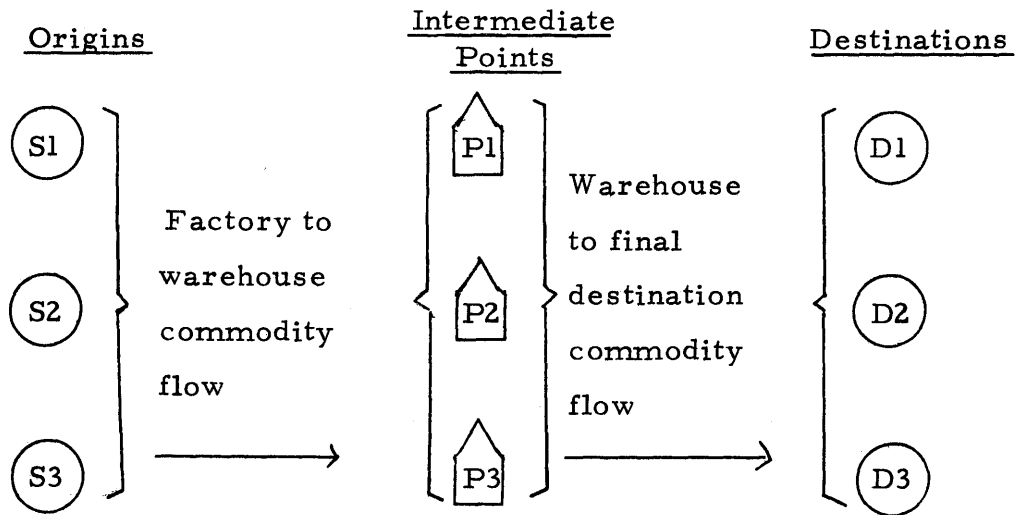 Origins
Intermediate
Points
Destinations
S1
S2
S3
Factory to
warehouse
commodity
flow
P1
P2
P3
Warehouse
to final
destination
commodity
flow
D1
D2
D3